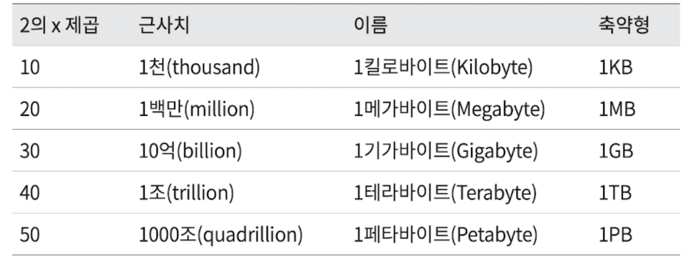 2의 x 제곱 근사치 이름 축약형
10 1천(thousand) 1킬로바이트(Kilobyte) 1KB
20 1백만(million) 1메가바이트(Megabyte) 1MB
30 10억(billion) 1기가바이트(Gigabyte) 1GB
40 1조(trillion) 1테라바이트(Terabyte) 1TB
50 1000조(quadrillion) 1페타바이트(Petabyte) 1PB